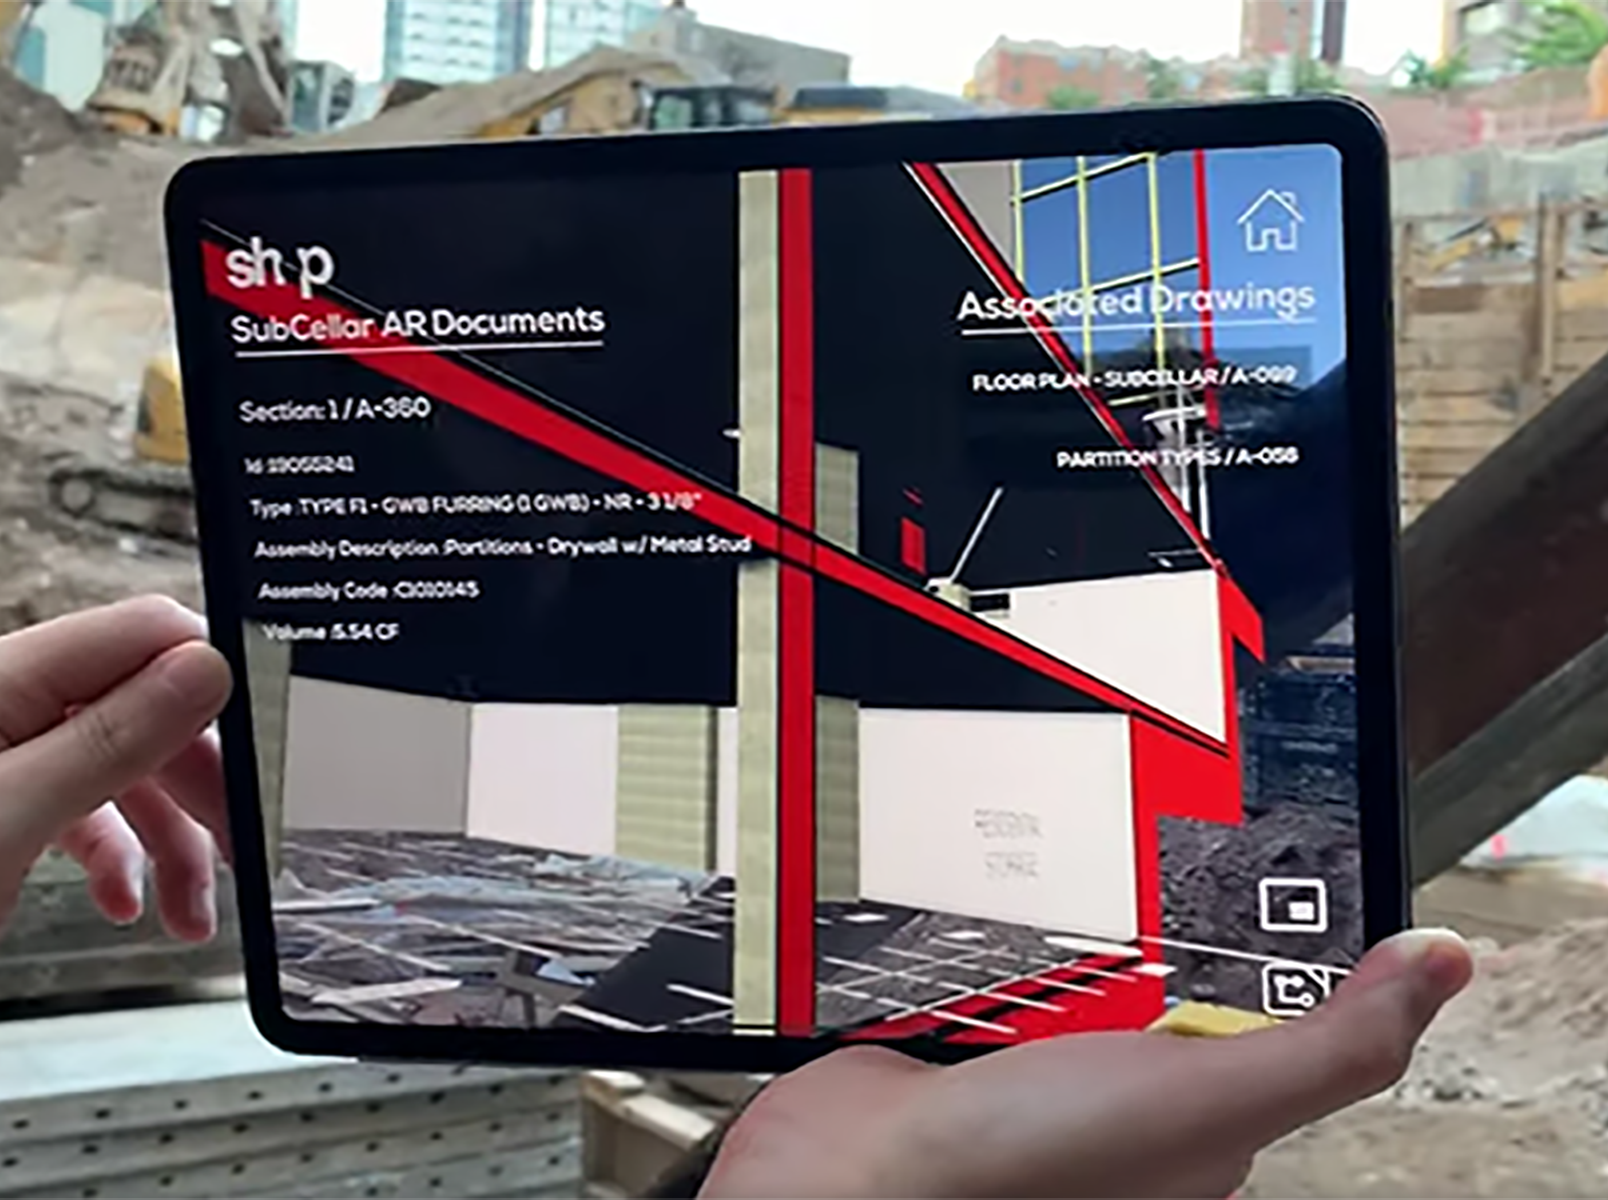 shop
SubCellar AR Documents
Section: 1 / A-360
Id :19055241
Type :TYPE F1 - GWB FURRING (1 GWB) - NR - 3 1/8"
Assembly Description :Partitions - Drywall w/ Metal Stud
Assembly Code :C1010145
Volume :5.54 CF
Associated Drawings
FLOOR PLAN - SUBCELLAR / A-099
PARTITION TYPES / A-058
RESIDENTIAL
STORAGE